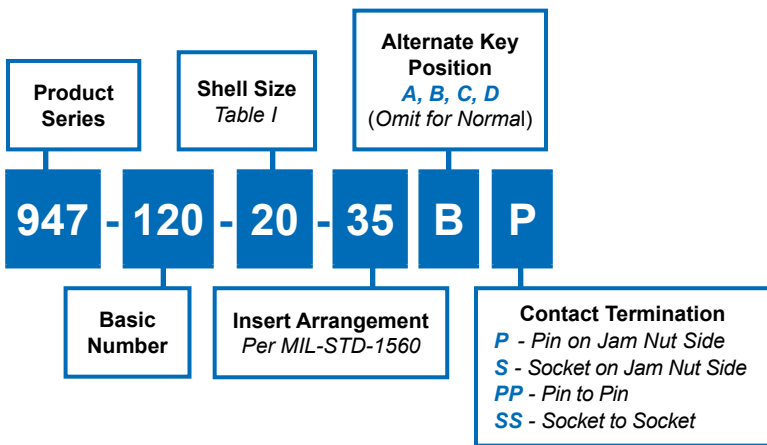 Product
Series
Shell Size
Table I
Alternate Key
Position
A, B, C, D
(Omit for Normal)
947 - 120 - 20 - 35 B P
Basic
Number
Insert Arrangement
Per MIL-STD-1560
Contact Termination
P - Pin on Jam Nut Side
S - Socket on Jam Nut Side
PP - Pin to Pin
SS - Socket to Socket